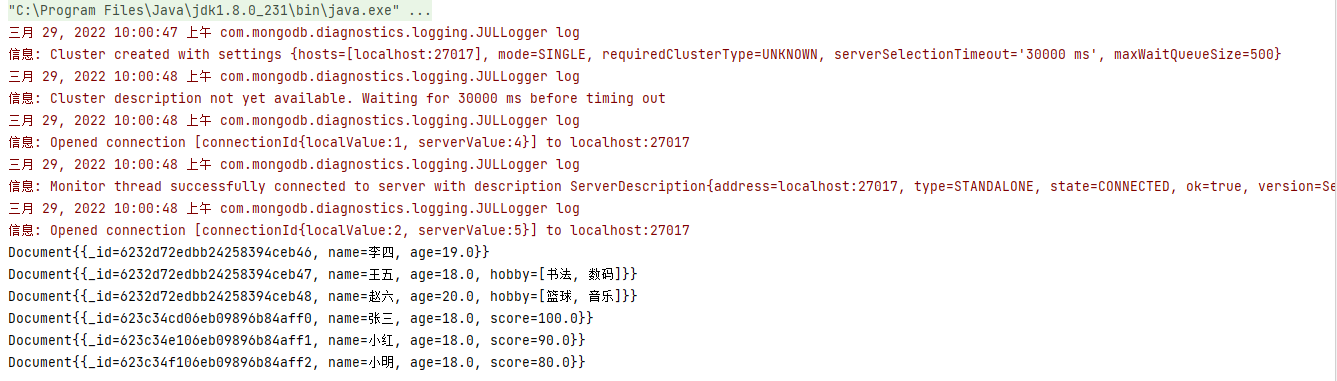 "C:\Program Files\Java\jdk1.8.0_231\bin\java.exe" ...
三月 29, 2022 10:00:47 上午 com.mongodb.diagnostics.logging.JULLogger log
信息: Cluster created with settings {hosts=[localhost:27017], mode=SINGLE, requiredClusterType=UNKNOWN, serverSelectionTimeout='30000 ms', maxWaitQueueSize=500}
三月 29, 2022 10:00:48 上午 com.mongodb.diagnostics.logging.JULLogger log
信息: Cluster description not yet available. Waiting for 30000 ms before timing out
三月 29, 2022 10:00:48 上午 com.mongodb.diagnostics.logging.JULLogger log
信息: Opened connection [connectionId{localValue:1, serverValue:4}] to localhost:27017
三月 29, 2022 10:00:48 上午 com.mongodb.diagnostics.logging.JULLogger log
信息: Monitor thread successfully connected to server with description ServerDescription{address=localhost:27017, type=STANDALONE, state=CONNECTED, ok=true, version=Se
三月 29, 2022 10:00:48 上午 com.mongodb.diagnostics.logging.JULLogger log
信息: Opened connection [connectionId{localValue:2, serverValue:5}] to localhost:27017
Document{{_id=6232d72edbb24258394ceb46, name=李四, age=19.0}}
Document{{_id=6232d72edbb24258394ceb47, name=王五, age=18.0, hobby=[书法, 数码]}}
Document{{_id=6232d72edbb24258394ceb48, name=赵六, age=20.0, hobby=[篮球, 音乐]}}
Document{{_id=623c34cd06eb09896b84aff0, name=张三, age=18.0, score=100.0}}
Document{{_id=623c34e106eb09896b84aff1, name=小红, age=18.0, score=90.0}}
Document{{_id=623c34f106eb09896b84aff2, name=小明, age=18.0, score=80.0}}